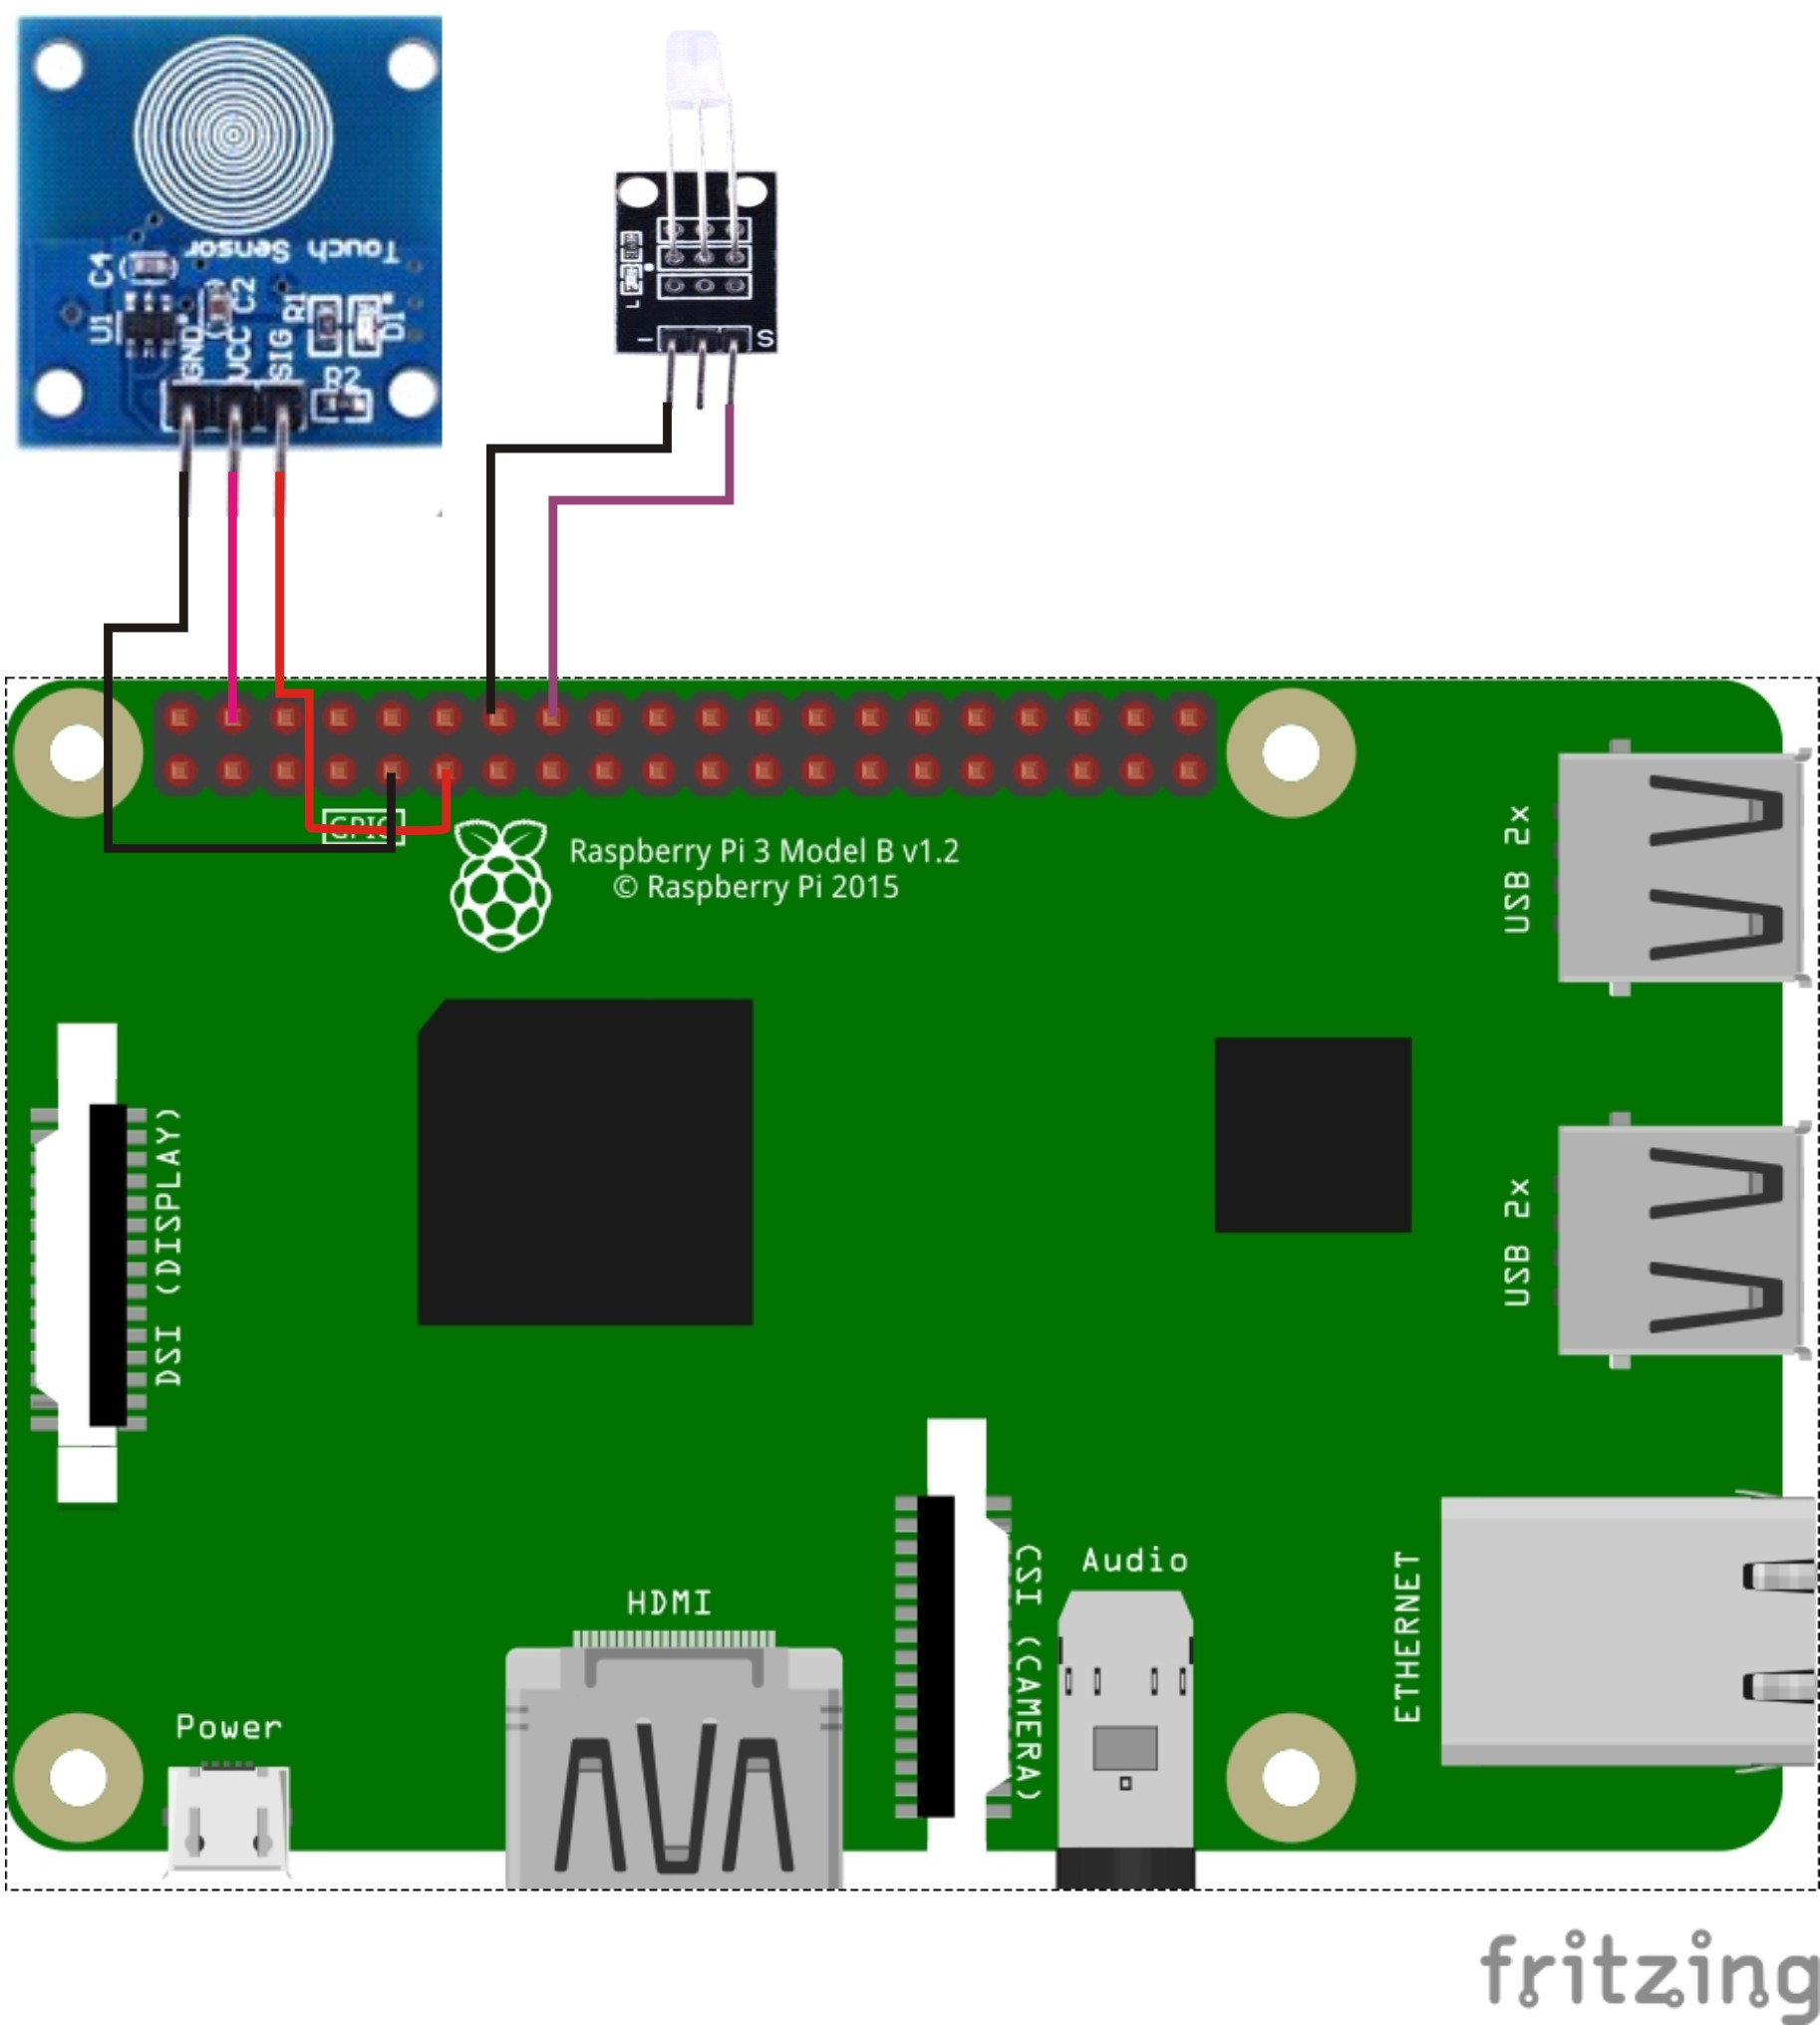 Touch Sensor
C4
C2
U1
GND
VCC
SIG
R1
D1
R2
L
-
S
GPIO
Raspberry Pi 3 Model B v1.2
© Raspberry Pi 2015
USB 2x
USB 2x
DSI (DISPLAY)
CSI (CAMERA)
Audio
HDMI
ETHERNET
Power
fritzing